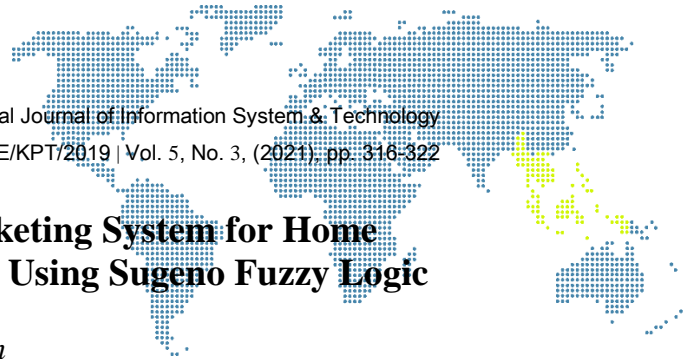 al Journal of Information System & Technology
E/KPT/2019 | Vol. 5, No. 3, (2021), pp. 316-322
keting System for Home
Using Sugeno Fuzzy Logic